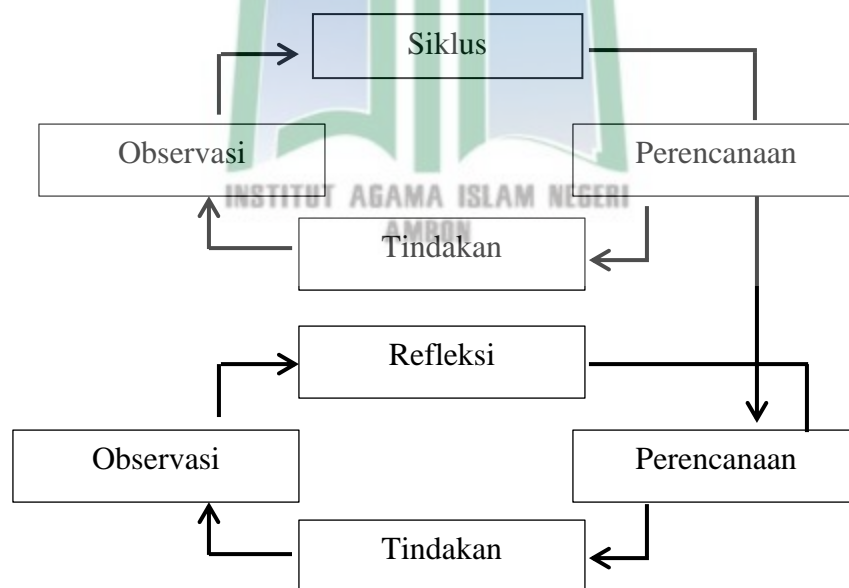 Siklus
Observasi
Perencanaan
INSTITUT AGAMA ISLAM NEGERI
AMBON
Tindakan
Refleksi
Observasi
Perencanaan
Tindakan